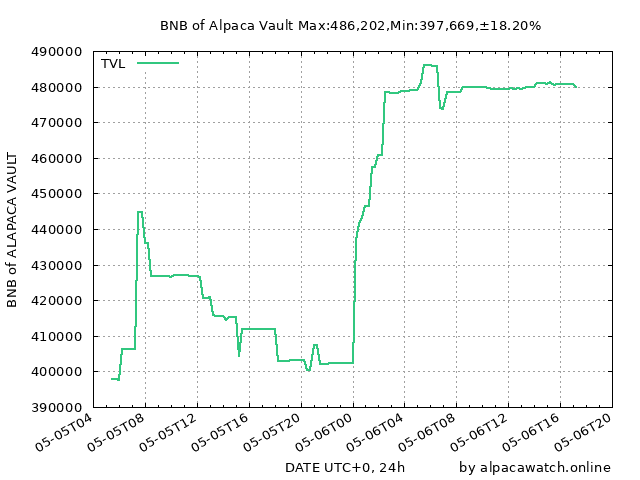 BNB of Alpaca Vault Max:486,202,Min:397,669,±18.20%
TVL
490000
480000
470000
460000
450000
440000
430000
420000
410000
400000
390000
BNB of ALAPACA VAULT
05-05T04
05-05T08
05-05T12
05-05T16
05-05T20
05-06T00
05-06T04
05-06T08
05-06T12
05-06T16
05-06T20
DATE UTC+0, 24h
by alpacawatch.online